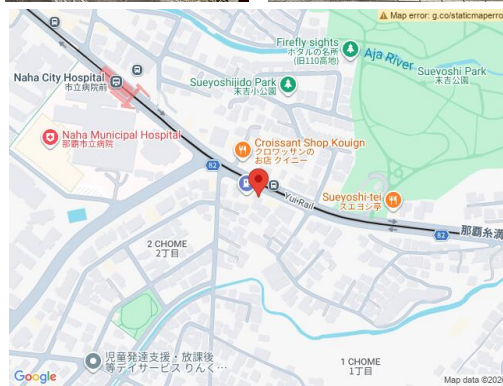 Map error: g.co/staticmaperr
Firefly sights
ホタルの名所
(旧110高地)
Aja River
Naha City Hospital
市立病院前
Sueyoshijido Park
末吉小公園
Sueyoshi Park
末吉公園
Naha Municipal Hospital
那覇市立病院
Croissant Shop Kouign
クロワッサンの
お店 クイニー
82
Yui-Rail
Sueyoshi-tei
スエヨシ亭
82
那覇糸満
2 CHOME
2丁目
児童発達支援・放課後
等デイサービス りんく…
1 CHOME
1丁目
Google
Map data ©202